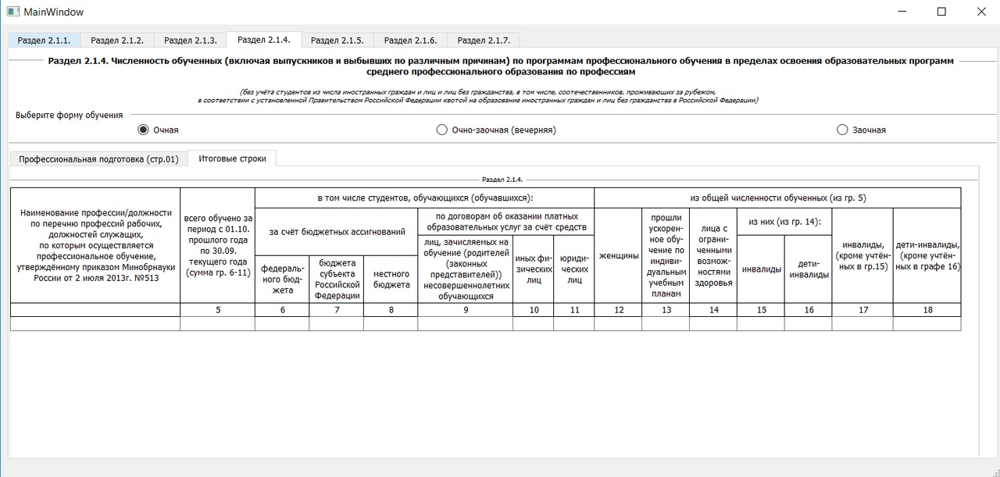 MainWindow
Раздел 2.1.1. Раздел 2.1.2. Раздел 2.1.3. Раздел 2.1.4. Раздел 2.1.5. Раздел 2.1.6. Раздел 2.1.7.
Раздел 2.1.4. Численность обученных (включая выпускников и выбывших по различным причинам) по программам профессионального обучения в пределах освоения образовательных программ
среднего профессионального образования по профессиям
(без учёта студентов из числа иностранных граждан и лиц и лиц без гражданства, в том числе, соотечественников, проживающих за рубежом,
в соответствии с установленной Правительством Российской Федерации квотой на образование иностранных граждан и лиц без гражданства в Российской Федерации)
Выберите форму обучения
Очная Очно-заочная (вечерняя) Заочная
Профессиональная подготовка (стр.01) Итоговые строки
Раздел 2.1.4.
Наименование профессии/должности
по перечню профессий рабочих,
должностей служащих,
по которым осуществляется
профессиональное обучение,
утверждённому приказом Минобрнауки
России от 2 июля 2013г. №513
всего обучено за
период с 01.10.
прошлого года
по 30.09.
текущего года
(сумма гр. 6-11)
в том числе студентов, обучающихся (обучавшихся):
за счёт бюджетных ассигнований
федераль-
ного бюд-
жета
бюджета
субъекта
Российской
Федерации
местного
бюджета
по договорам об оказании платных
образовательных услуг за счёт средств
лиц, зачисляемых на
обучение (родителей
(законных
представителей))
несовершеннолетних
обучающихся
иных фи-
зических
лиц
юриди-
ческих
лиц
из общей численности обученных (из гр. 5)
женщины
прошли
ускорен-
ное обу-
чение по
индиви-
дуальным
учебным
планам
лица с
ограни-
ченными
возмож-
ностями
здоровья
из них (из гр. 14):
инвалиды
дети-
инвалиды
инвалиды,
(кроме учтён-
ных в гр.15)
дети-инвалиды,
(кроме учтён-
ных в графе 16)
5 6 7 8 9 10 11 12 13 14 15 16 17 18